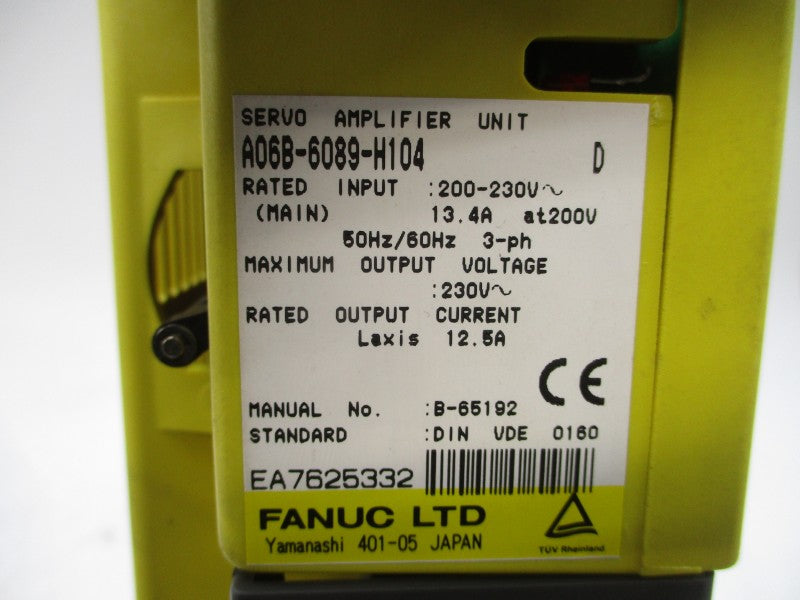 SERVO AMPLIFIER UNIT
A06B-6089-H104 D
RATED INPUT :200-230V～
(MAIN) 13.4A at200V
50Hz/60Hz 3-ph
MAXIMUM OUTPUT VOLTAGE
:230V～
RATED OUTPUT CURRENT
Laxis 12.5A
CE
MANUAL No. :B-65192
STANDARD :DIN VDE 0160
EA7625332
FANUC LTD
Yamanashi 401-05 JAPAN
TÜV Rheinland